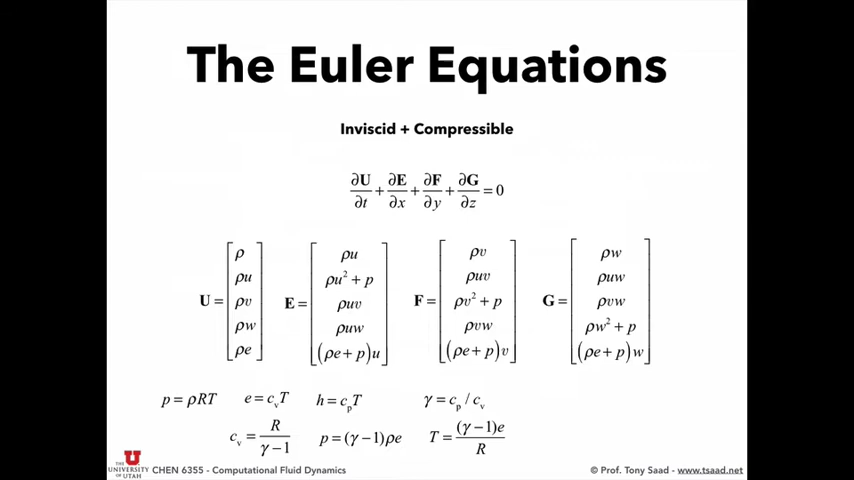 The Euler Equations
Inviscid + Compressible
∂U/∂t + ∂E/∂x + ∂F/∂y + ∂G/∂z = 0
U = [ρ, ρu, ρv, ρw, ρe] E = [ρu, ρu² + p, ρuv, ρuw, (ρe + p)u] F = [ρv, ρuv, ρv² + p, ρvw, (ρe + p)v] G = [ρw, ρuw, ρvw, ρw² + p, (ρe + p)w]
p = ρRT e = c_v T h = c_p T γ = c_p / c_v
c_v = R/(γ − 1) p = (γ − 1)ρe T = (γ − 1)e/R
THE UNIVERSITY OF UTAH CHEN 6355 - Computational Fluid Dynamics © Prof. Tony Saad - www.tsaad.net